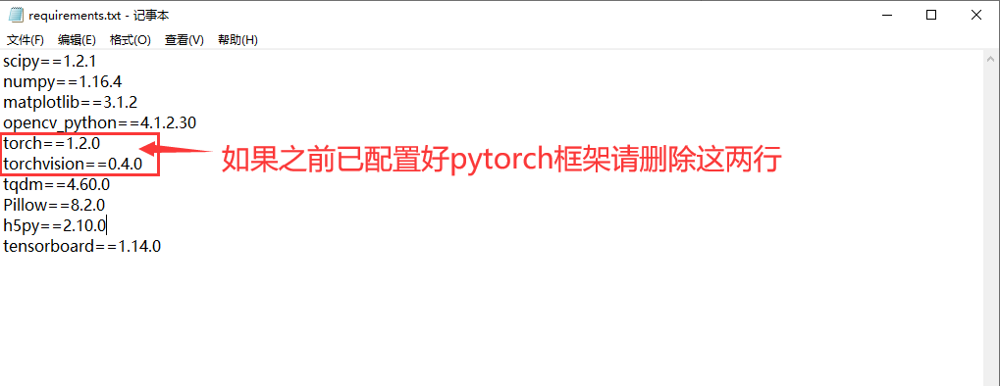 requirements.txt - 记事本
文件(F) 编辑(E) 格式(O) 查看(V) 帮助(H)
scipy==1.2.1
numpy==1.16.4
matplotlib==3.1.2
opencv_python==4.1.2.30
torch==1.2.0
torchvision==0.4.0
如果之前已配置好pytorch框架请删除这两行
tqdm==4.60.0
Pillow==8.2.0
h5py==2.10.0
tensorboard==1.14.0